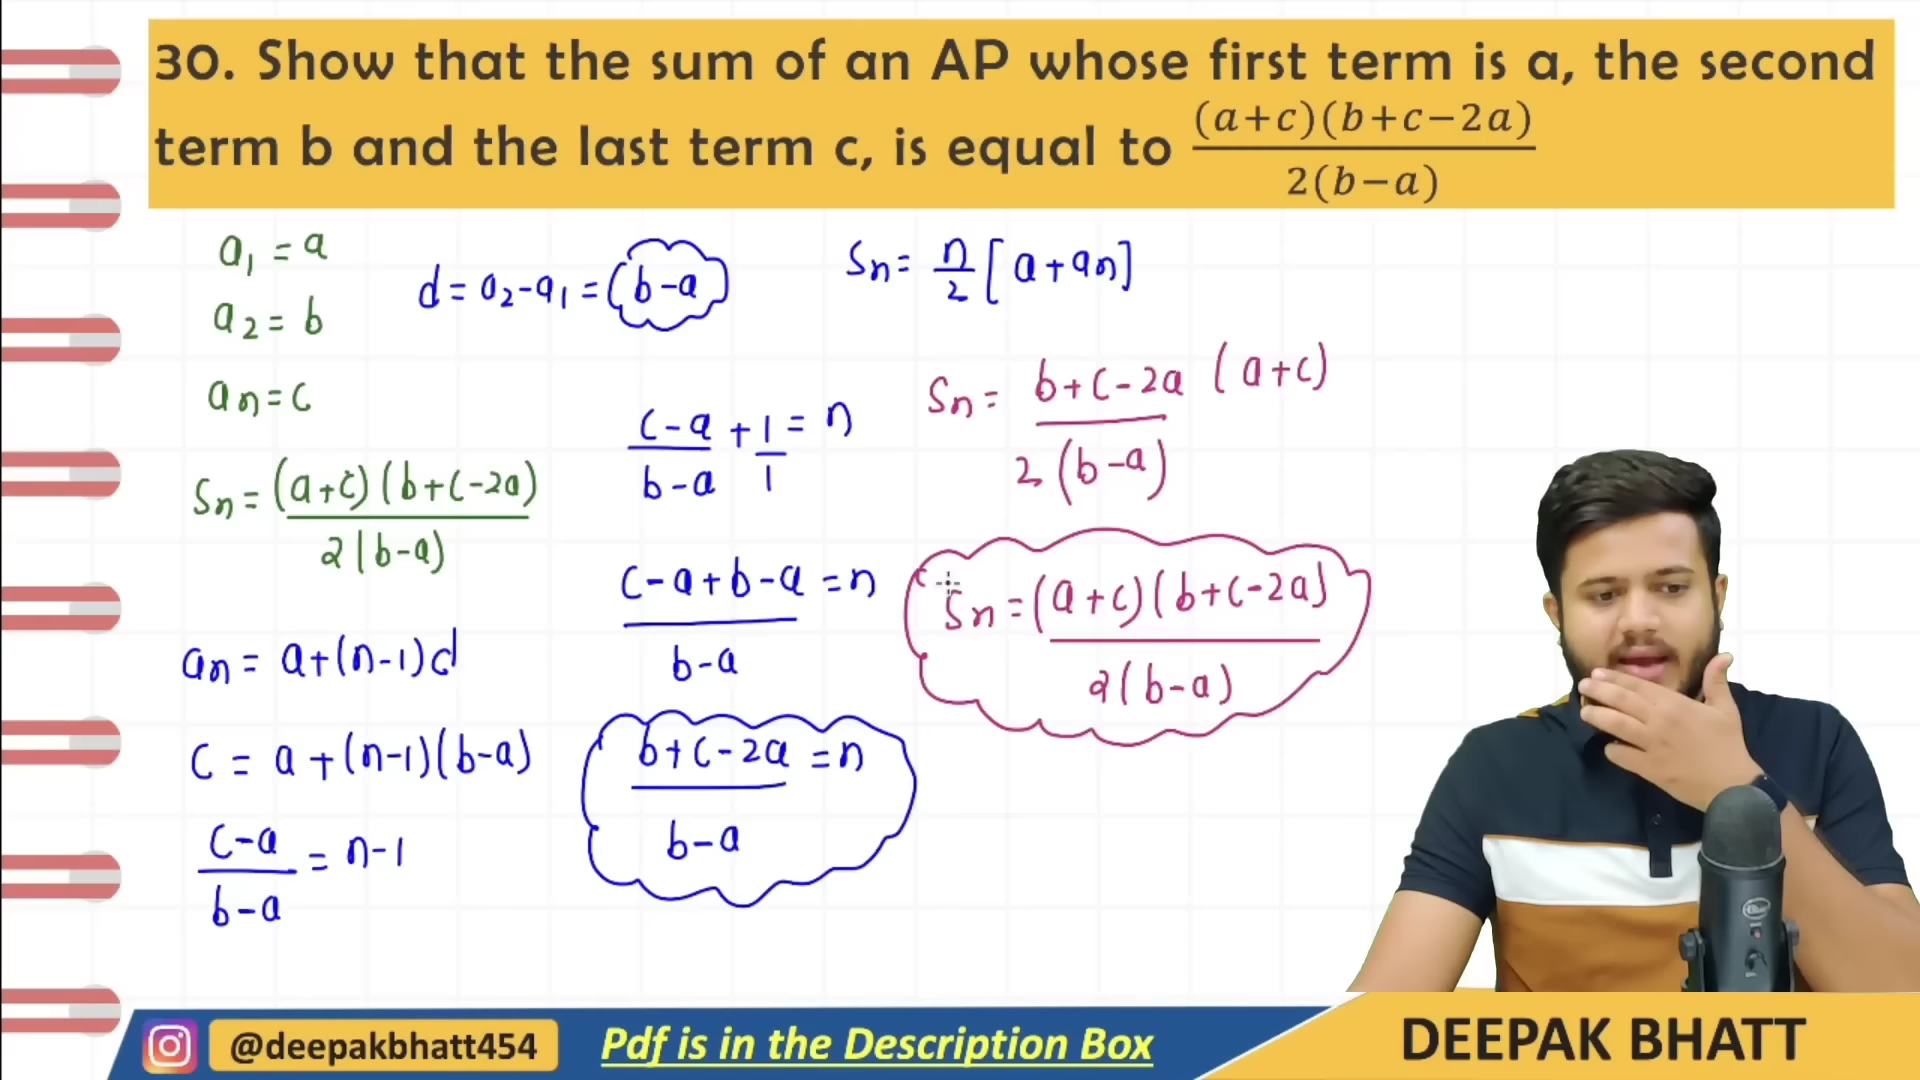 30. Show that the sum of an AP whose first term is a, the second
term b and the last term c, is equal to (a+c)(b+c−2a)/2(b−a)
a₁ = a
a₂ = b
aₙ = c
Sₙ = (a+c)(b+c-2a)
2(b-a)
aₙ = a+(n-1)d
c = a+(n-1)(b-a)
c-a/b-a = n-1
d = a₂-a₁ = (b-a)
c-a/b-a + 1/1 = n
c-a+b-a/b-a = n
b+c-2a/b-a = n
Sₙ = n/2 [a+aₙ]
Sₙ = b+c-2a (a+c)
2(b-a)
Sₙ = (a+c)(b+c-2a)
2(b-a)
@deepakbhatt454
Pdf is in the Description Box
DEEPAK BHATT